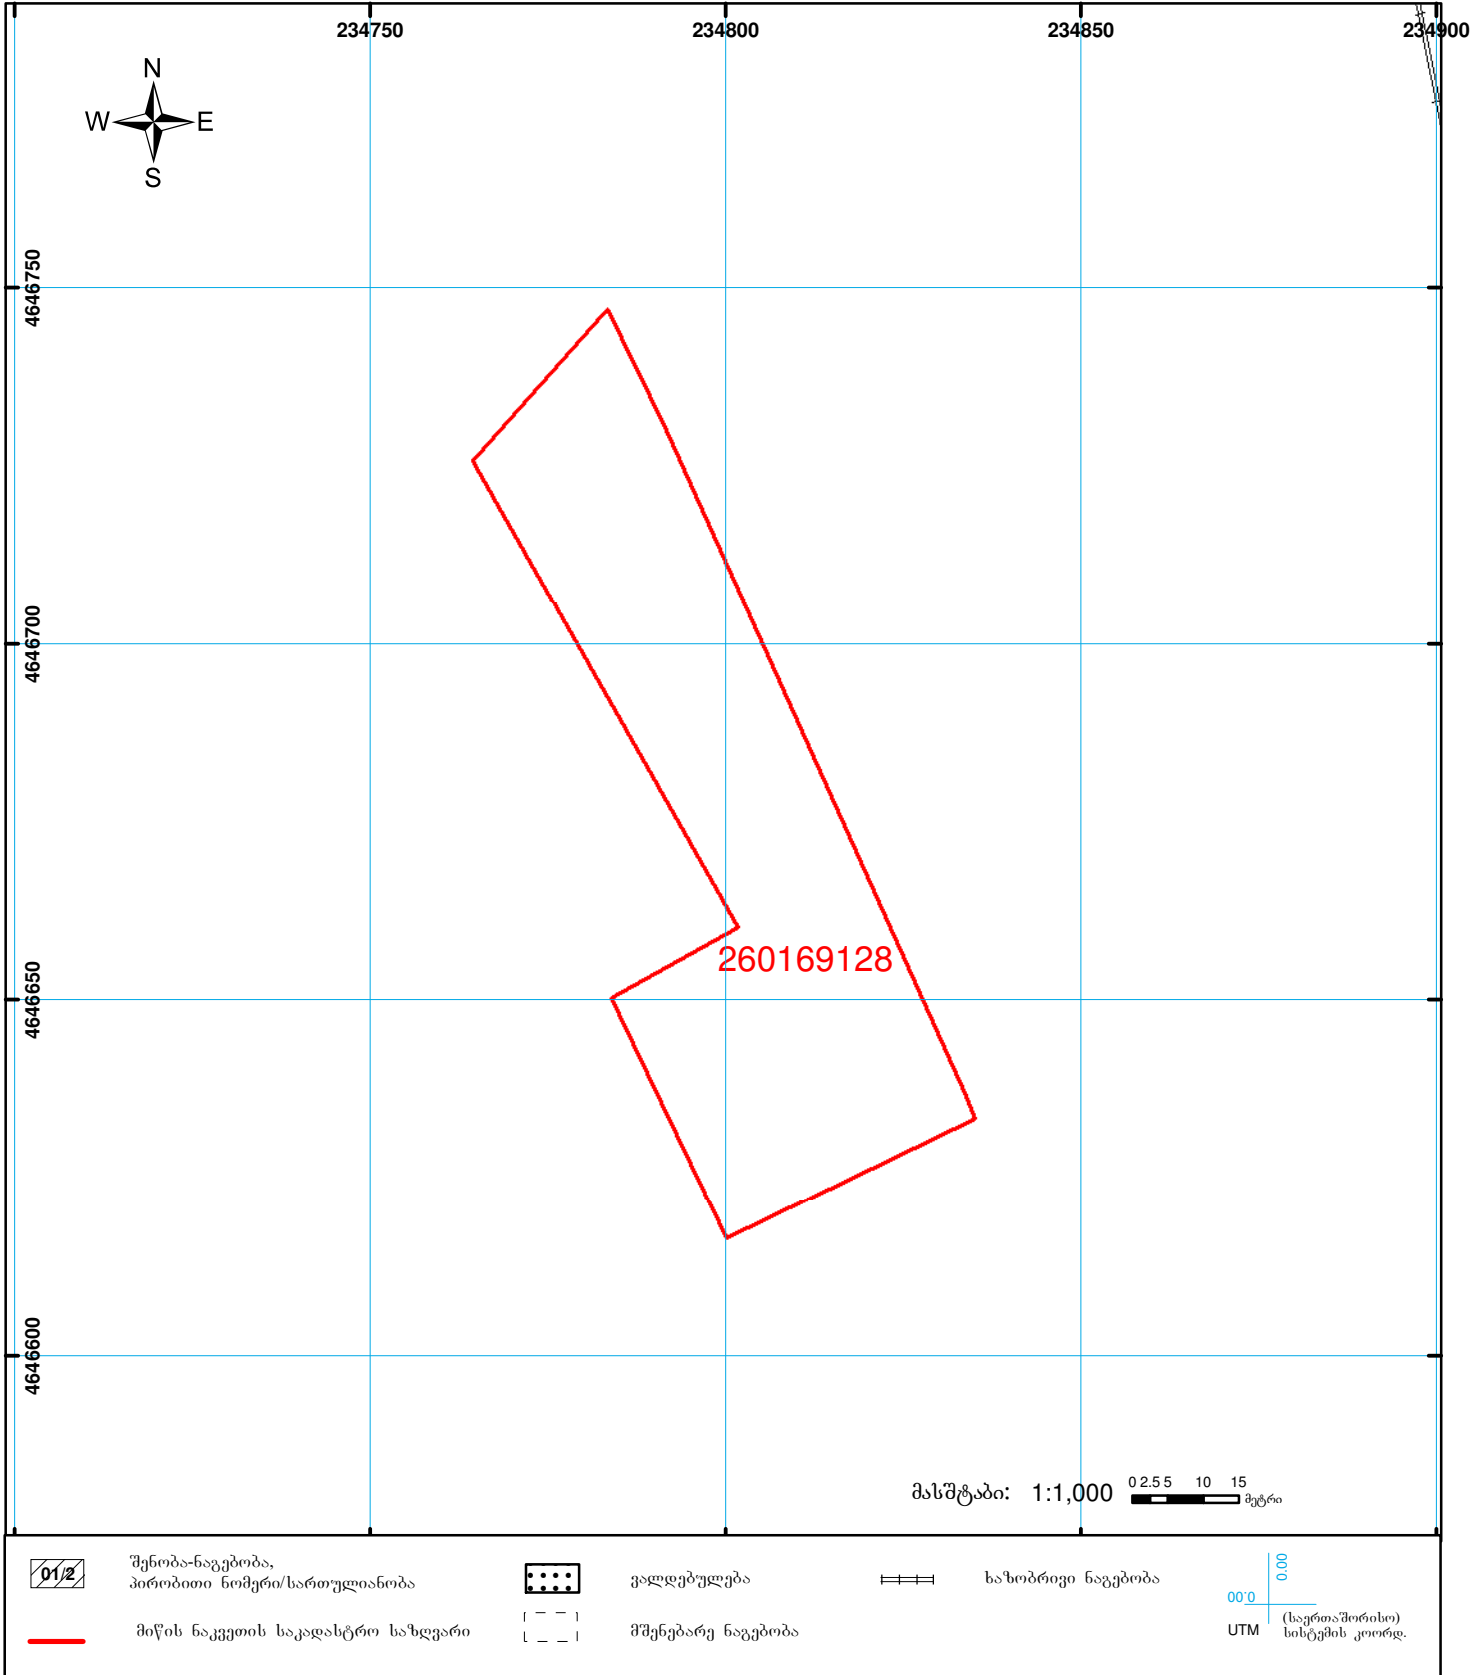 234750
234800
234850
234900
N
W
E
S
4646750
4646700
4646650
4646600
260169128
მასშტაბი: 1:1,000
0 2.5 5 10 15
მეტრი
01/2
შენობა-ნაგებობა,
პირობითი ნომერი/სართულიანობა
ვალდებულება
ხაზობრივი ნაგებობა
მიწის ნაკვეთის საკადასტრო საზღვარი
მშენებარე ნაგებობა
00.0
00.0
UTM
(საერთაშორისო)
სისტემის კოორდ.